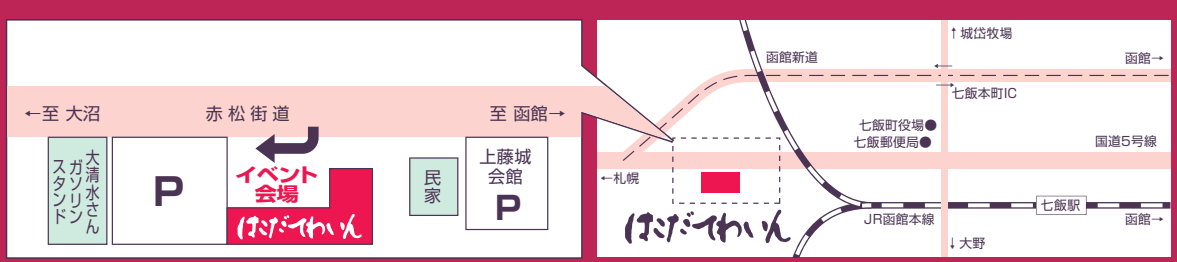 ←至 大沼
赤松街道
至 函館→
大清水さん
ガソリン
スタンド
P
イベント
会場
はこだてわいん
民家
上藤城
会館
P
↑城岱牧場
函館新道
函館→
七飯本町IC
七飯町役場●
七飯郵便局●
国道5号線
←札幌
はこだてわいん
七飯駅
JR函館本線
函館→
↓大野